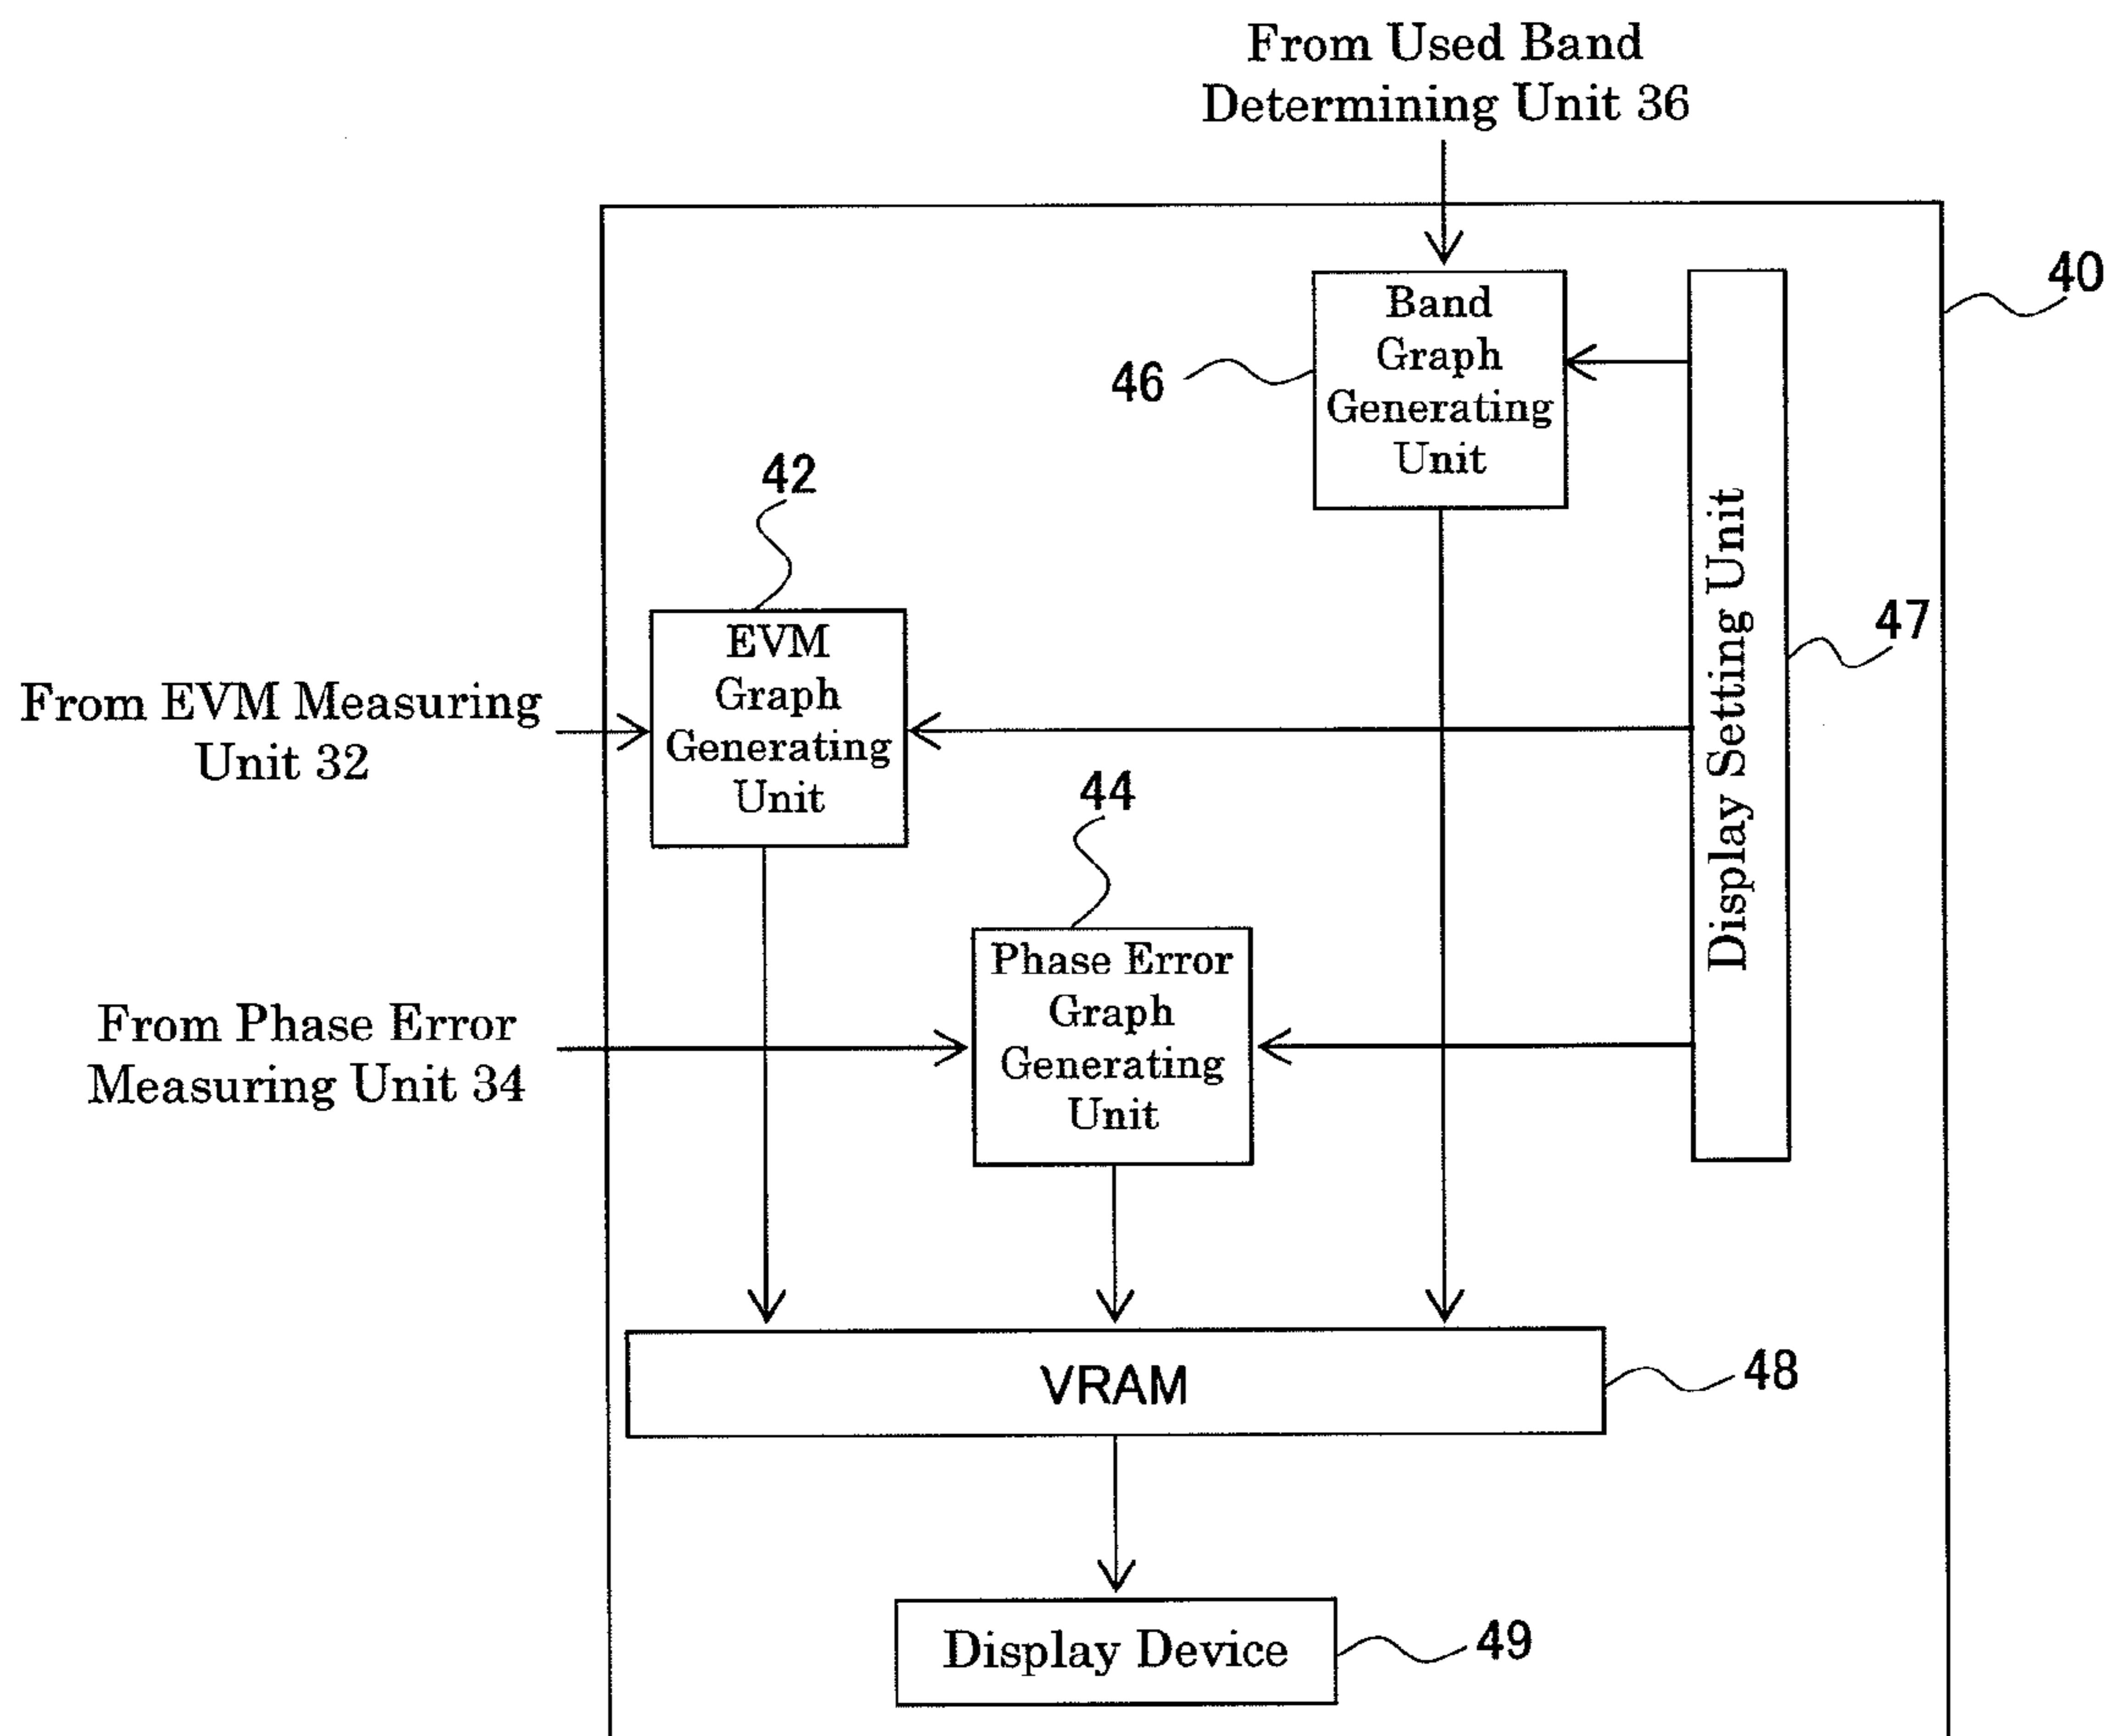 From Used Band
Determining Unit 36
40
Band
Graph
Generating
Unit
46
42
47
Display Setting Unit
EVM
Graph
Generating
Unit
From EVM Measuring
Unit 32
44
Phase Error
Graph
Generating
Unit
From Phase Error
Measuring Unit 34
VRAM
48
Display Device
49